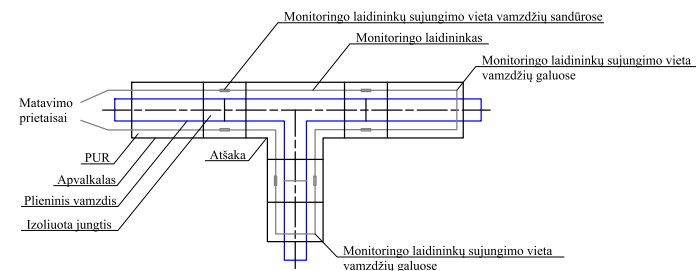 Monitoringo laidininkų sujungimo vieta vamzdžių sandūrose
Monitoringo laidininkas
Monitoringo laidininkų sujungimo vieta
vamzdžių galuose
Matavimo
prietaisai
PUR
Atšaka
Apvalkalas
Plieninis vamzdis
Izoliuota jungtis
Monitoringo laidininkų sujungimo vieta
vamzdžių galuose